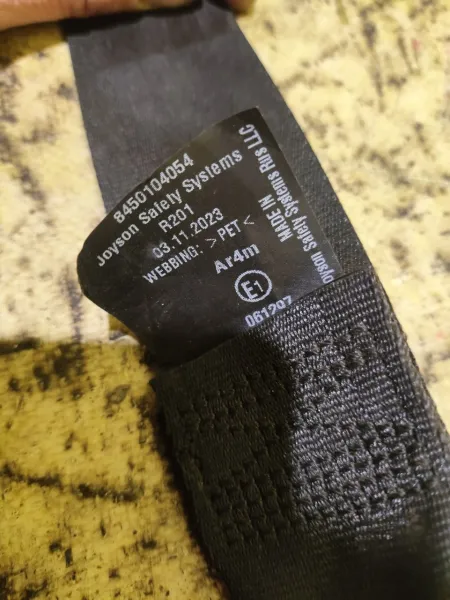 8450104054
Joyson Safety Systems
R201
03.11.2023
WEBBING: >PET<
Ar4m
E1
061297
MADE IN
Joyson Safety Systems Rus LLC